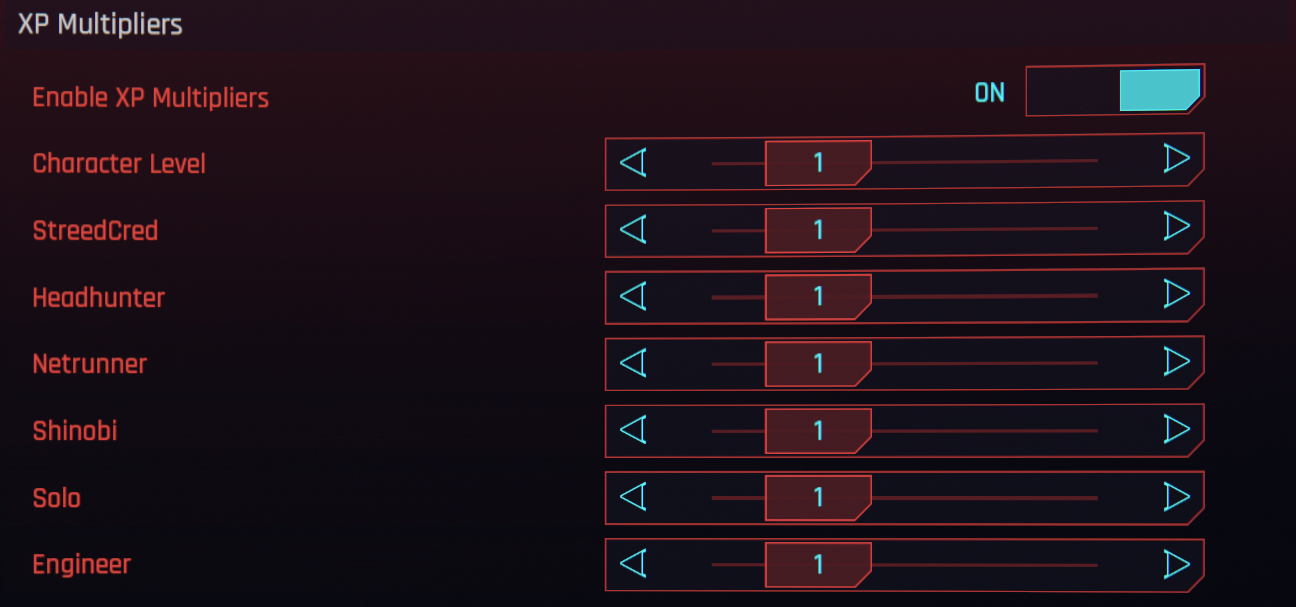 XP Multipliers
Enable XP Multipliers ON
Character Level 1
StreedCred 1
Headhunter 1
Netrunner 1
Shinobi 1
Solo 1
Engineer 1